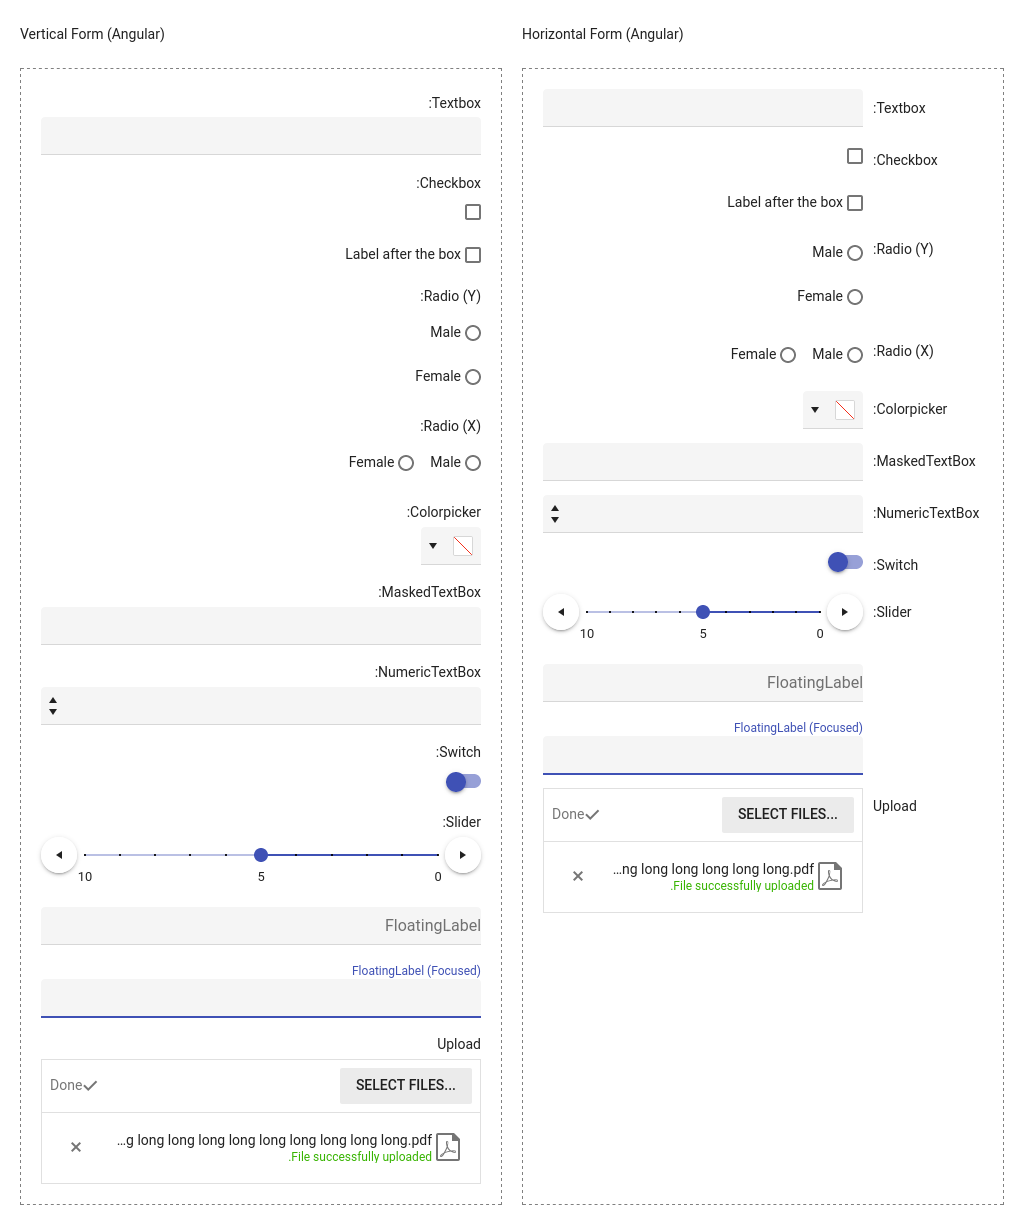 Vertical Form (Angular)
:Textbox
:Checkbox
Label after the box
:Radio (Y)
Male
Female
:Radio (X)
Female Male
:Colorpicker
:MaskedTextBox
:NumericTextBox
:Switch
:Slider
10 5 0
FloatingLabel
FloatingLabel (Focused)
Upload
Done SELECT FILES...
...g long long long long long long long long long.pdf
.File successfully uploaded
Horizontal Form (Angular)
:Textbox
:Checkbox
Label after the box
Male :Radio (Y)
Female
Female Male :Radio (X)
:Colorpicker
:MaskedTextBox
:NumericTextBox
:Switch
:Slider
10 5 0
FloatingLabel
FloatingLabel (Focused)
Upload
Done SELECT FILES...
...ng long long long long long.pdf
.File successfully uploaded